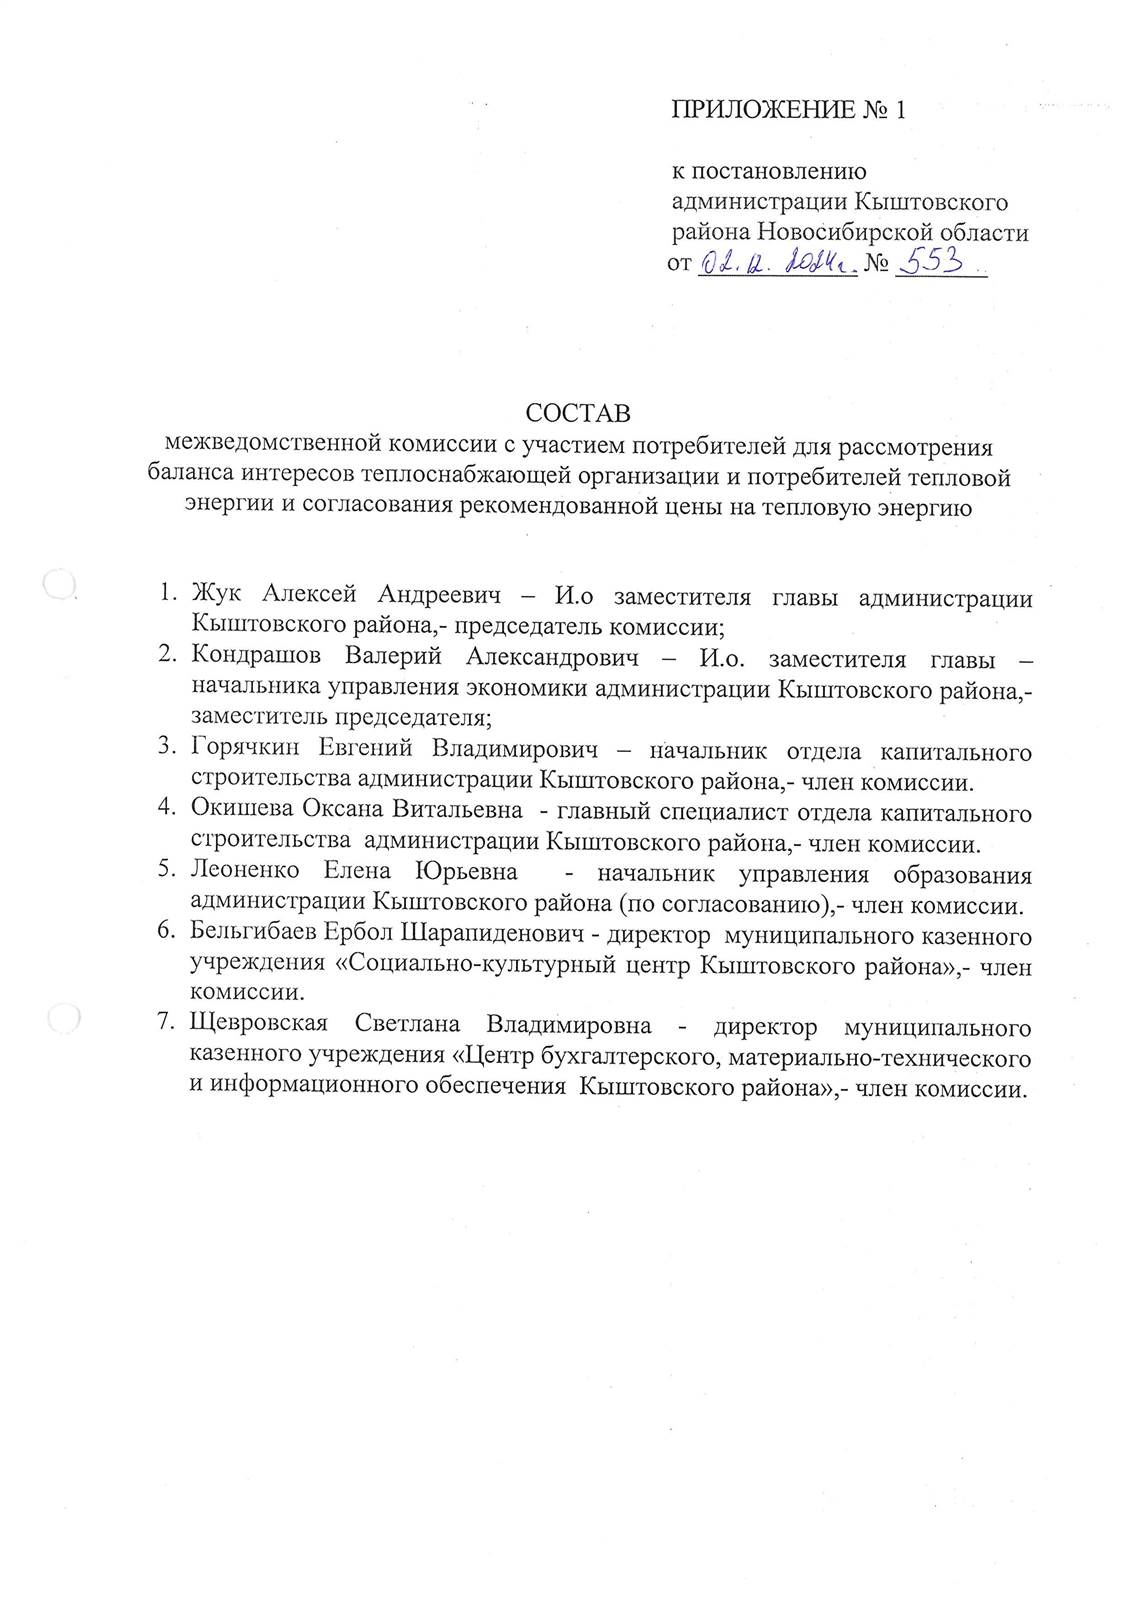 ПРИЛОЖЕНИЕ № 1
к постановлению
администрации Кыштовского
района Новосибирской области
от 02.12.2024г. № 553
СОСТАВ
межведомственной комиссии с участием потребителей для рассмотрения
баланса интересов теплоснабжающей организации и потребителей тепловой
энергии и согласования рекомендованной цены на тепловую энергию
1. Жук Алексей Андреевич – И.о заместителя главы администрации
Кыштовского района,- председатель комиссии;
2. Кондрашов Валерий Александрович – И.о. заместителя главы –
начальника управления экономики администрации Кыштовского района,-
заместитель председателя;
3. Горячкин Евгений Владимирович – начальник отдела капитального
строительства администрации Кыштовского района,- член комиссии.
4. Окишева Оксана Витальевна - главный специалист отдела капитального
строительства администрации Кыштовского района,- член комиссии.
5. Леоненко Елена Юрьевна - начальник управления образования
администрации Кыштовского района (по согласованию),- член комиссии.
6. Бельгибаев Ербол Шарапиденович - директор муниципального казенного
учреждения «Социально-культурный центр Кыштовского района»,- член
комиссии.
7. Щевровская Светлана Владимировна - директор муниципального
казенного учреждения «Центр бухгалтерского, материально-технического
и информационного обеспечения Кыштовского района»,- член комиссии.